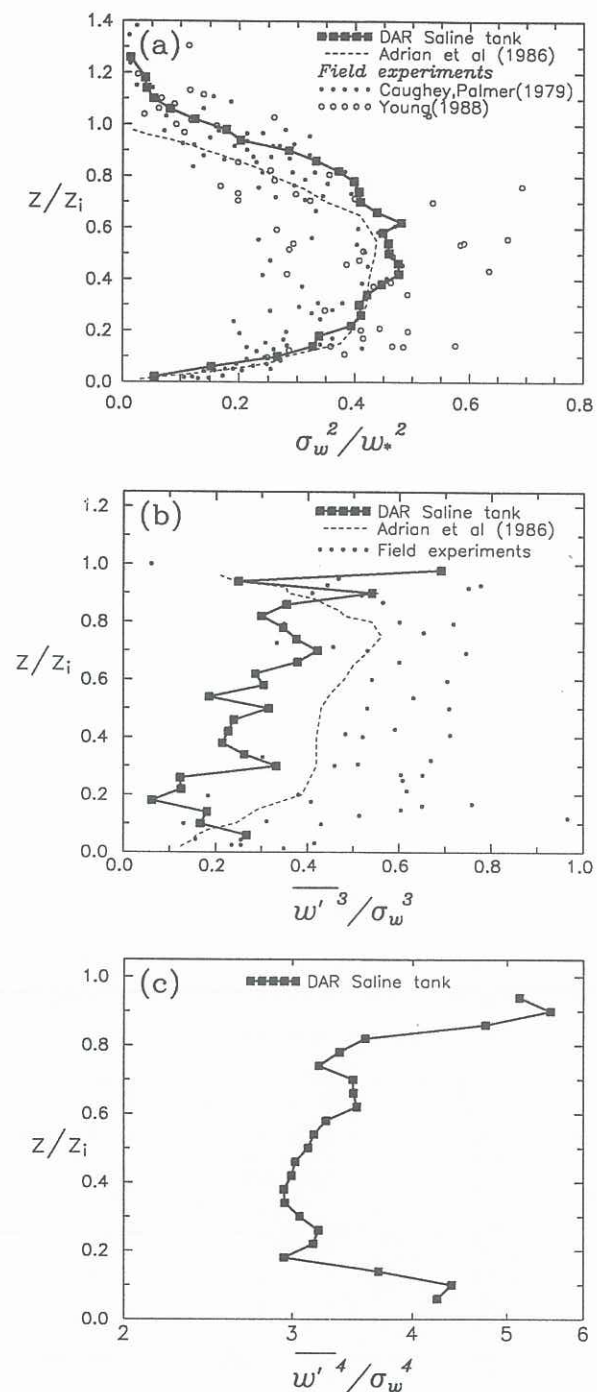 (a)
DAR Saline tank
Adrian et al (1986)
Field experiments
Caughey,Palmer(1979)
Young(1988)
1.4
1.2
1.0
0.8
0.6
0.4
0.2
0.0
z/zi
0.0 0.2 0.4 0.6 0.8
σw²/w*²
(b)
DAR Saline tank
Adrian et al (1986)
Field experiments
1.0
0.8
0.6
0.4
0.2
0.0
z/zi
0.0 0.2 0.4 0.6 0.8 1.0
w'³/σw³
(c)
DAR Saline tank
1.0
0.8
0.6
0.4
0.2
0.0
z/zi
2 3 4 5 6
w'⁴/σw⁴